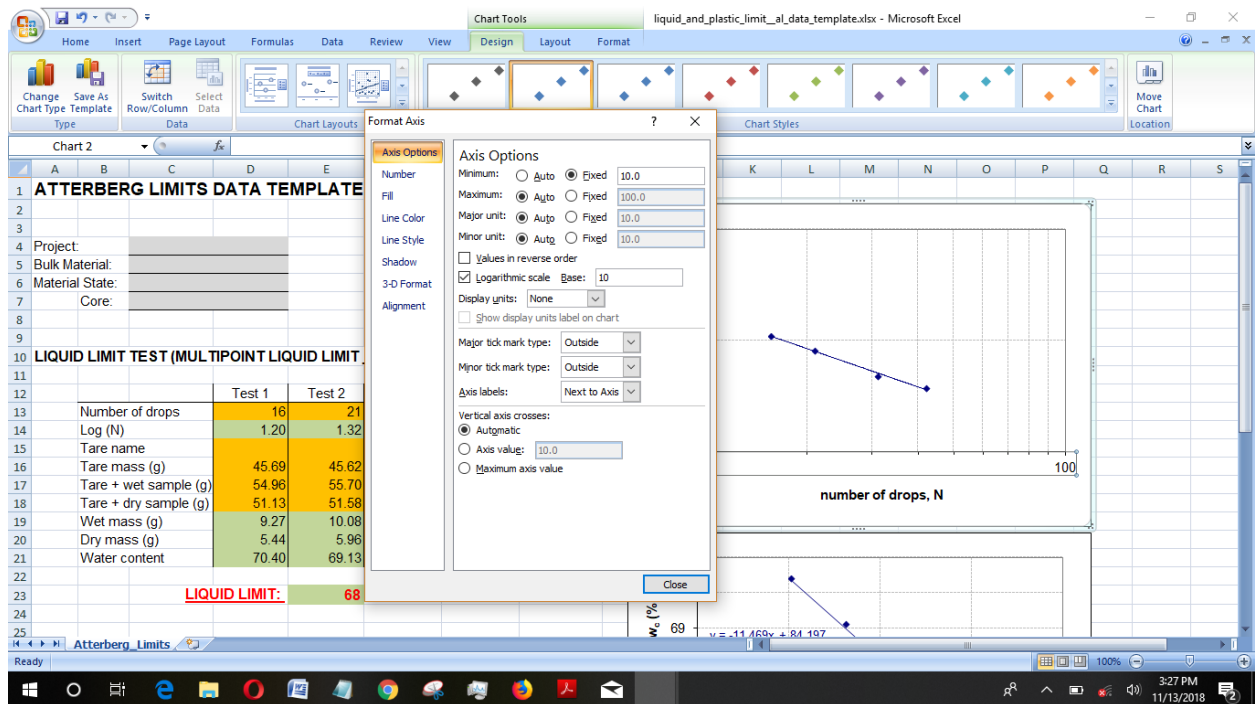 Chart Tools
liquid_and_plastic_limit__al_data_template.xlsx - Microsoft Excel
Home Insert Page Layout Formulas Data Review View Design Layout Format
Change Chart Type
Save As Template
Switch Row/Column
Select Data
Move Chart
Type Data Chart Layouts Chart Styles Location
Chart 2 fx
A B C D E K L M N O P Q R S
1 ATTERBERG LIMITS DATA TEMPLATE
2
3
4 Project:
5 Bulk Material:
6 Material State:
7 Core:
8
9
10 LIQUID LIMIT TEST (MULTIPOINT LIQUID LIMIT
11
12 Test 1 Test 2
13 Number of drops 16 21
14 Log (N) 1.20 1.32
15 Tare name
16 Tare mass (g) 45.69 45.62
17 Tare + wet sample (g) 54.96 55.70
18 Tare + dry sample (g) 51.13 51.58
19 Wet mass (g) 9.27 10.08
20 Dry mass (g) 5.44 5.96
21 Water content 70.40 69.13
22
23 LIQUID LIMIT: 68
24
25
Format Axis ? X
Axis Options
Number
Fill
Line Color
Line Style
Shadow
3-D Format
Alignment
Axis Options
Minimum: Auto Fixed 10.0
Maximum: Auto Fixed 100.0
Major unit: Auto Fixed 10.0
Minor unit: Auto Fixed 10.0
Values in reverse order
Logarithmic scale Base: 10
Display units: None
Show display units label on chart
Major tick mark type: Outside
Minor tick mark type: Outside
Axis labels: Next to Axis
Vertical axis crosses:
Automatic
Axis value: 10.0
Maximum axis value
Close
100
number of drops, N
wc (%
69
y = -11.469x + 84.197
Atterberg_Limits
Ready 100%
3:27 PM
11/13/2018
2